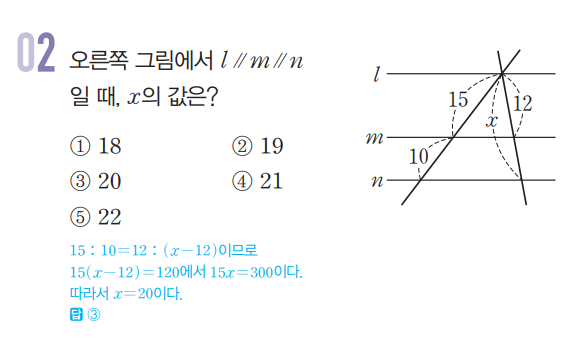 02 오른쪽 그림에서 l // m // n
일 때, x의 값은?
① 18 ② 19
③ 20 ④ 21
⑤ 22
15 : 10=12 : (x-12)이므로
15(x-12)=120에서 15x=300이다.
따라서 x=20이다.
답 ③
l
15
12
x
m
10
n